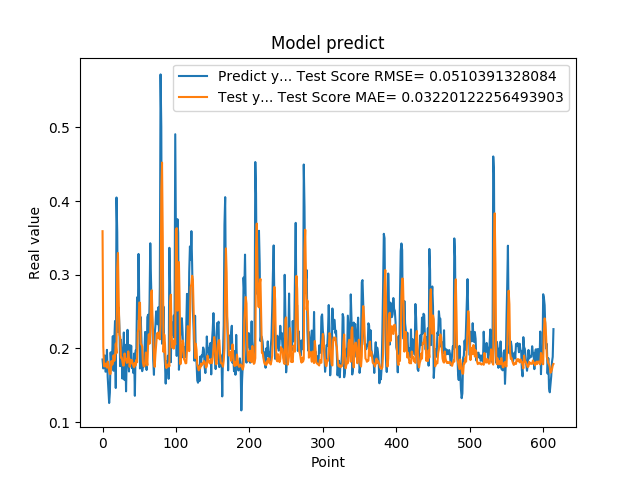 Model predict
Predict y... Test Score RMSE= 0.0510391328084
Test y... Test Score MAE= 0.03220122256493903
Real value
0.5
0.4
0.3
0.2
0.1
0 100 200 300 400 500 600
Point